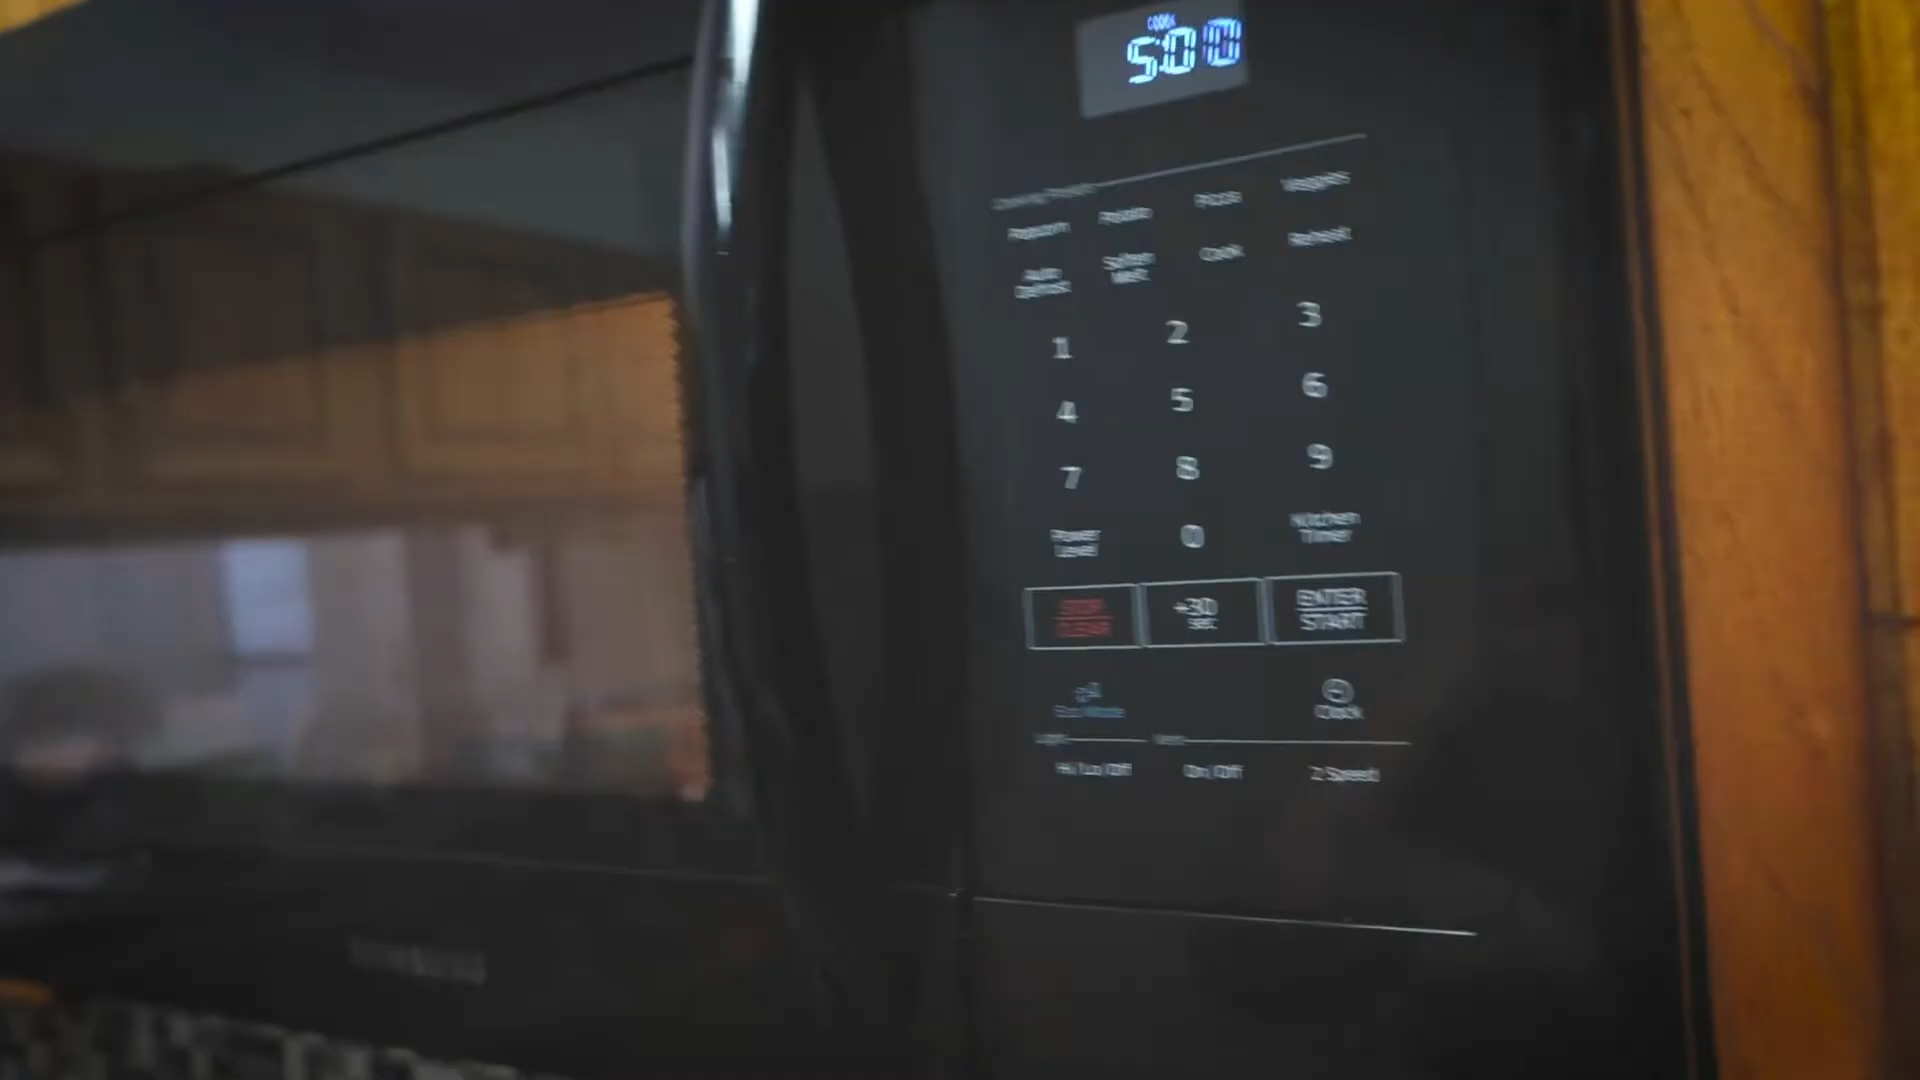 COOK
5:00
Popcorn Potato Pizza Veggies
Auto Defrost Soften Melt Cook Reheat
1 2 3
4 5 6
7 8 9
Power Level 0 Kitchen Timer
STOP CLEAR +30 sec ENTER START
Eco Mode Clock
Hi/Lo/Off On/Off 2 Speed